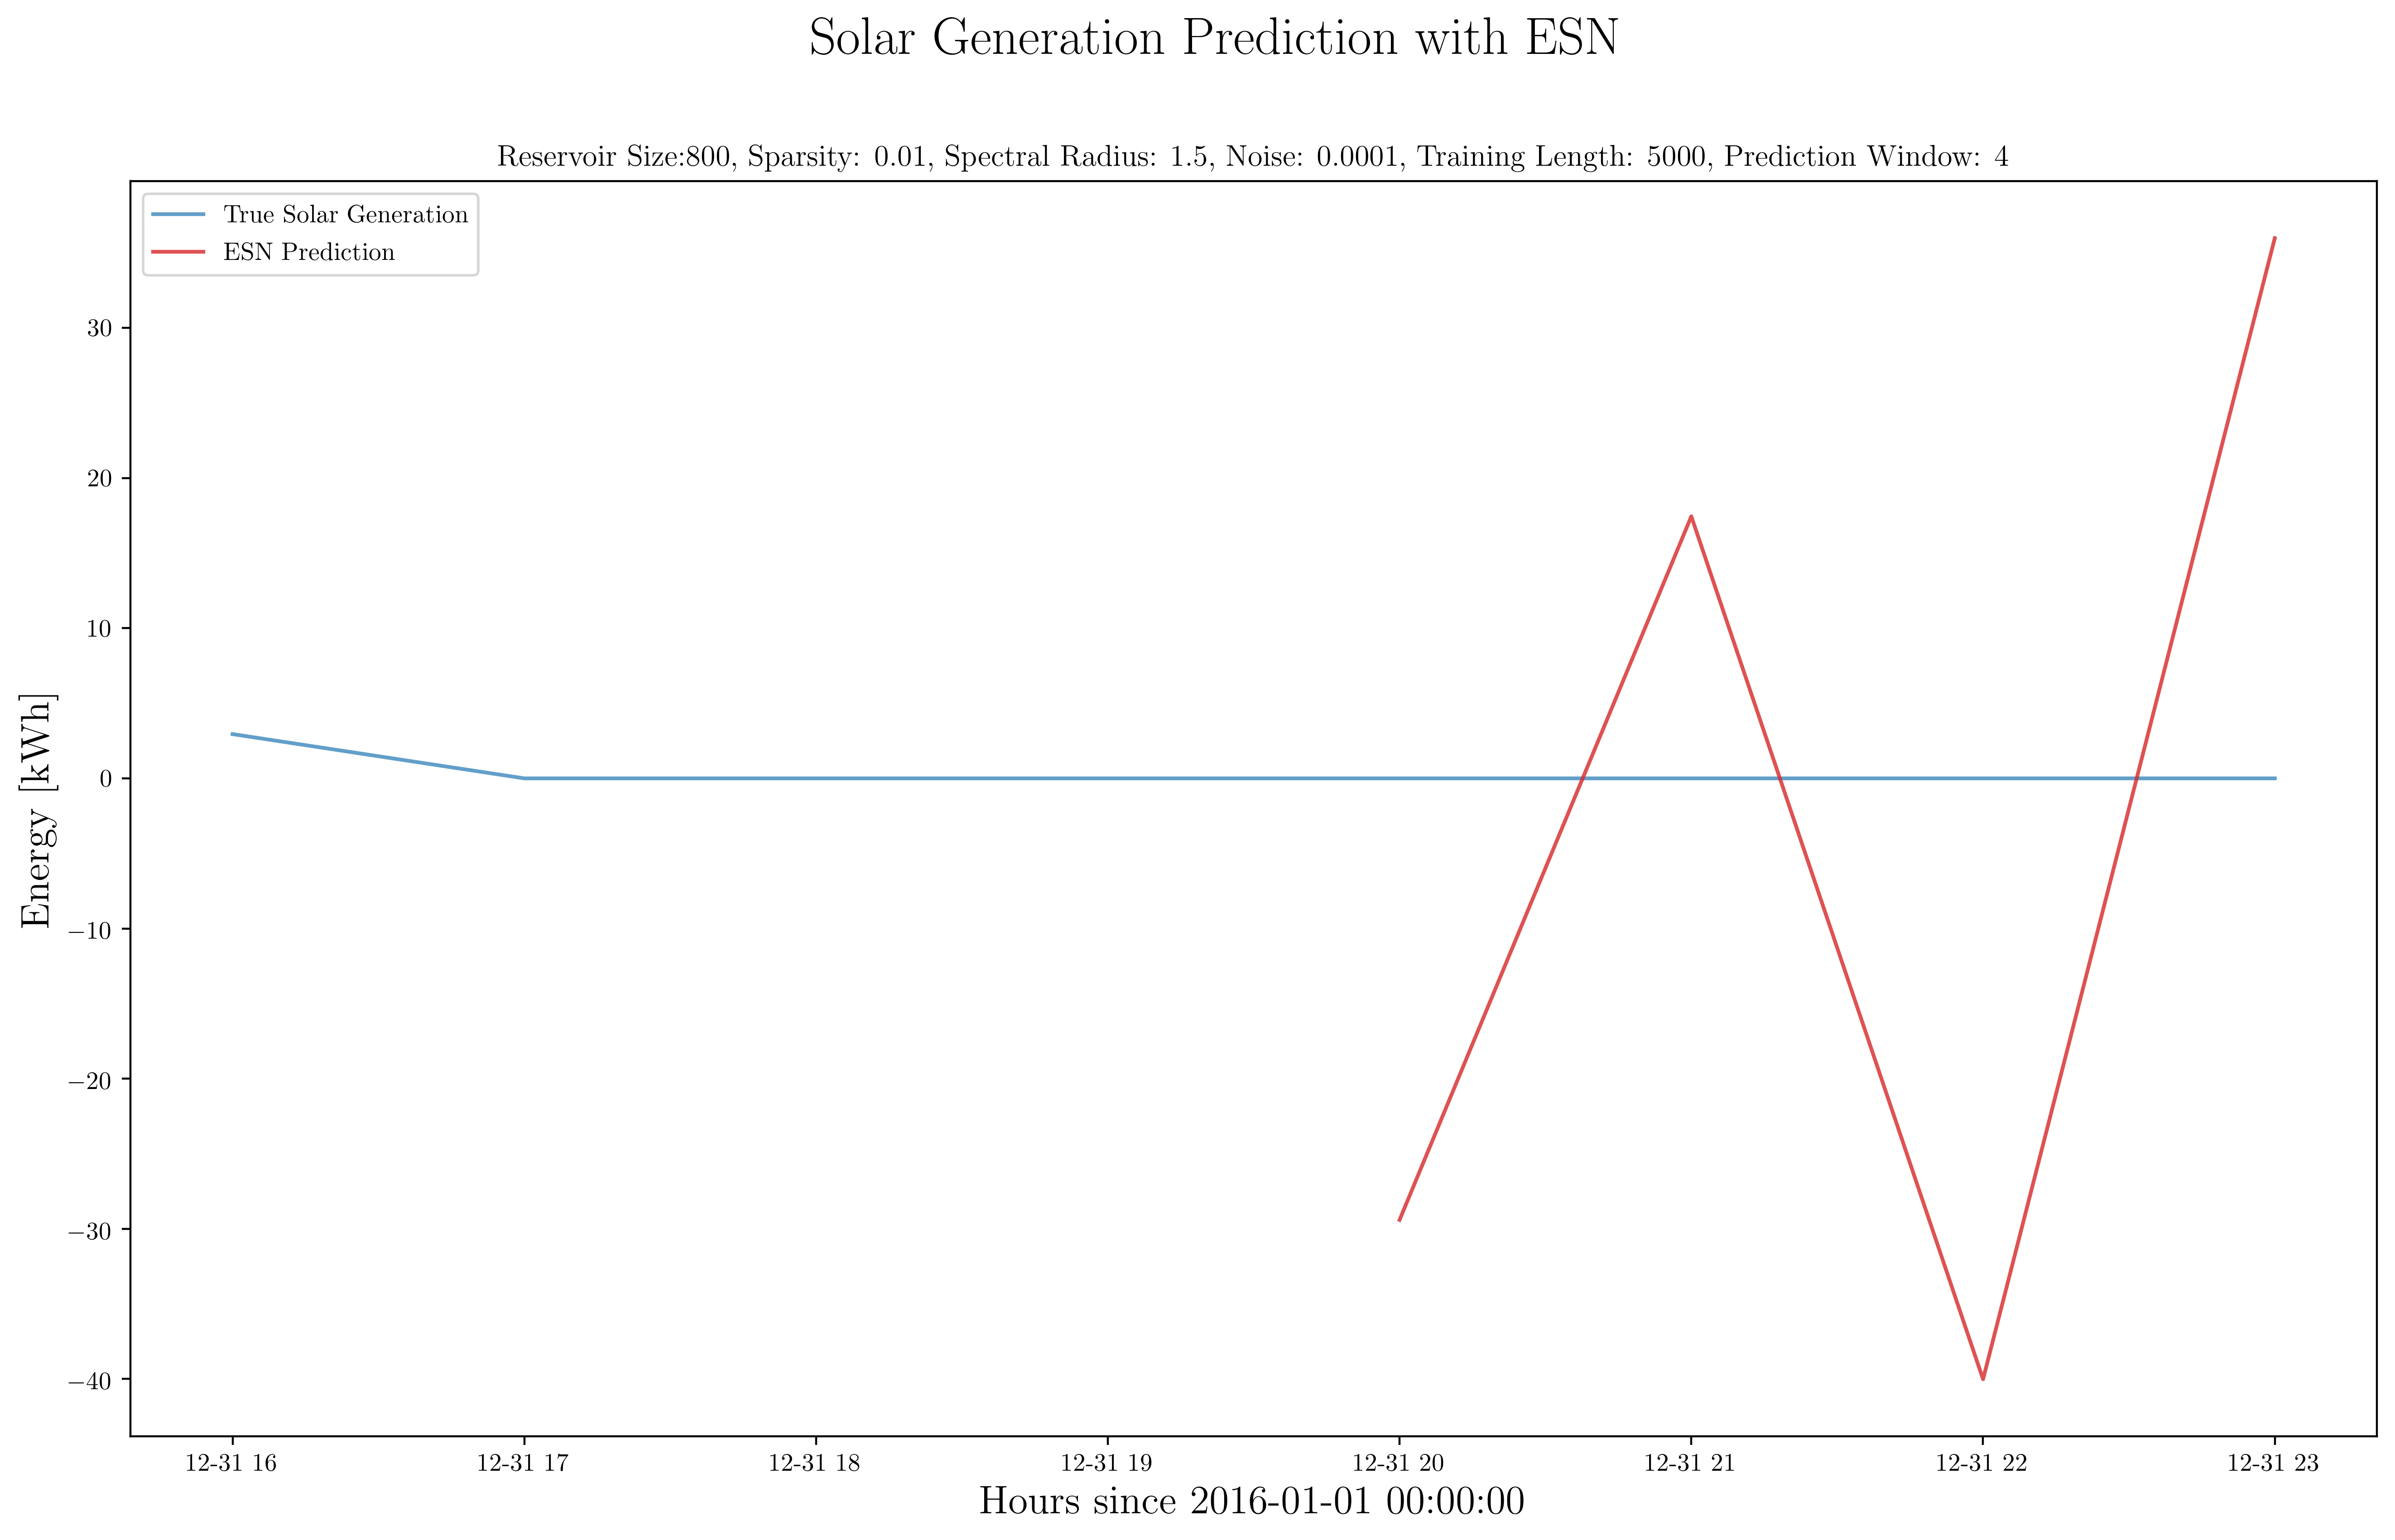 Solar Generation Prediction with ESN
Reservoir Size:800, Sparsity: 0.01, Spectral Radius: 1.5, Noise: 0.0001, Training Length: 5000, Prediction Window: 4
True Solar Generation
ESN Prediction
30
20
10
0
−10
−20
−30
−40
Energy [kWh]
12-31 16 12-31 17 12-31 18 12-31 19 12-31 20 12-31 21 12-31 22 12-31 23
Hours since 2016-01-01 00:00:00